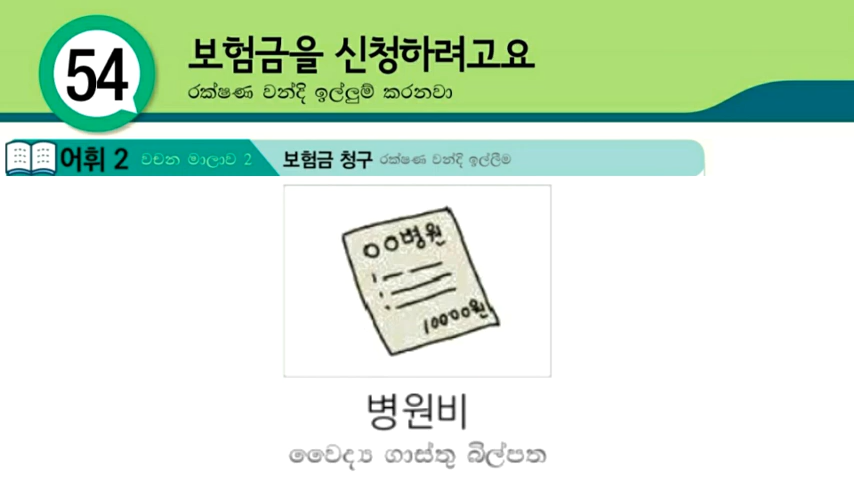 54
보험금을 신청하려고요
රක්ෂණ වන්දි ඉල්ලුම් කරනවා
어휘 2 වචන මාලාව 2 보험금 청구 රක්ෂණ වන්දි ඉල්ලීම
○○병원
10000원
병원비
වෛද්‍ය ගාස්තු බිල්පත